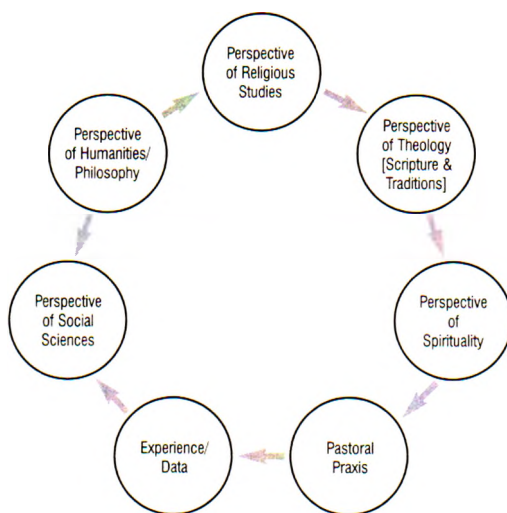 Perspective
of Religious
Studies
Perspective
of Theology
[Scripture &
Traditions]
Perspective
of
Spirituality
Pastoral
Praxis
Experience/
Data
Perspective
of Social
Sciences
Perspective
of Humanities/
Philosophy